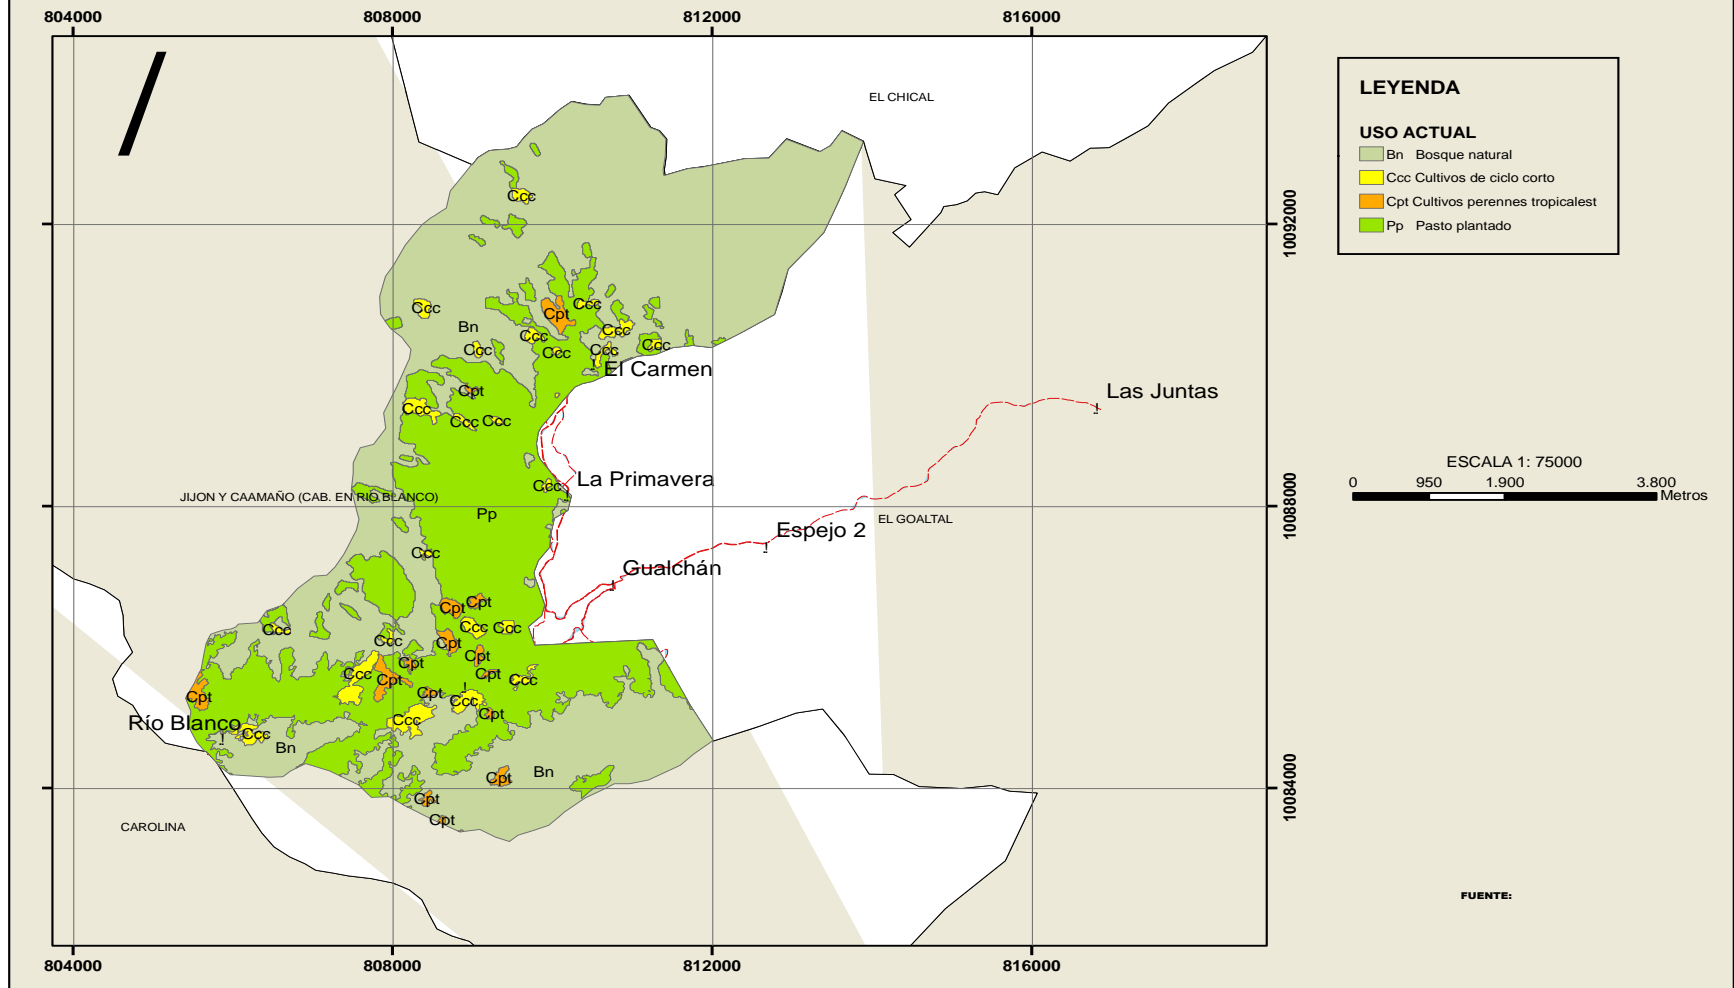 804000 808000 812000 816000
EL CHICAL
LEYENDA
USO ACTUAL
Bn Bosque natural
Ccc Cultivos de ciclo corto
Cpt Cultivos perennes tropicalest
Pp Pasto plantado
Ccc
10092000
Ccc
Ccc
Cpt
Bn
Ccc
Ccc
Ccc
Ccc
Ccc
Ccc
Ccc
El Carmen
Cpt
Las Juntas
Ccc
Ccc
Ccc
ESCALA 1: 75000
0 950 1.900 3.800
Metros
La Primavera
Ccc
JIJON Y CAAMAÑO (CAB. EN RIO BLANCO)
10088000
Pp
EL GOALTAL
Espejo 2
Ccc
Gualchán
Cpt
Cpt
Ccc
Ccc
Ccc
Ccc
Cpt
Cpt
Cpt
Ccc
Cpt
Cpt
Ccc
Cpt
Cpt
Ccc
Cpt
Ccc
Río Blanco
Ccc
Bn
Bn
Cpt
10084000
Cpt
Cpt
CAROLINA
FUENTE:
804000 808000 812000 816000